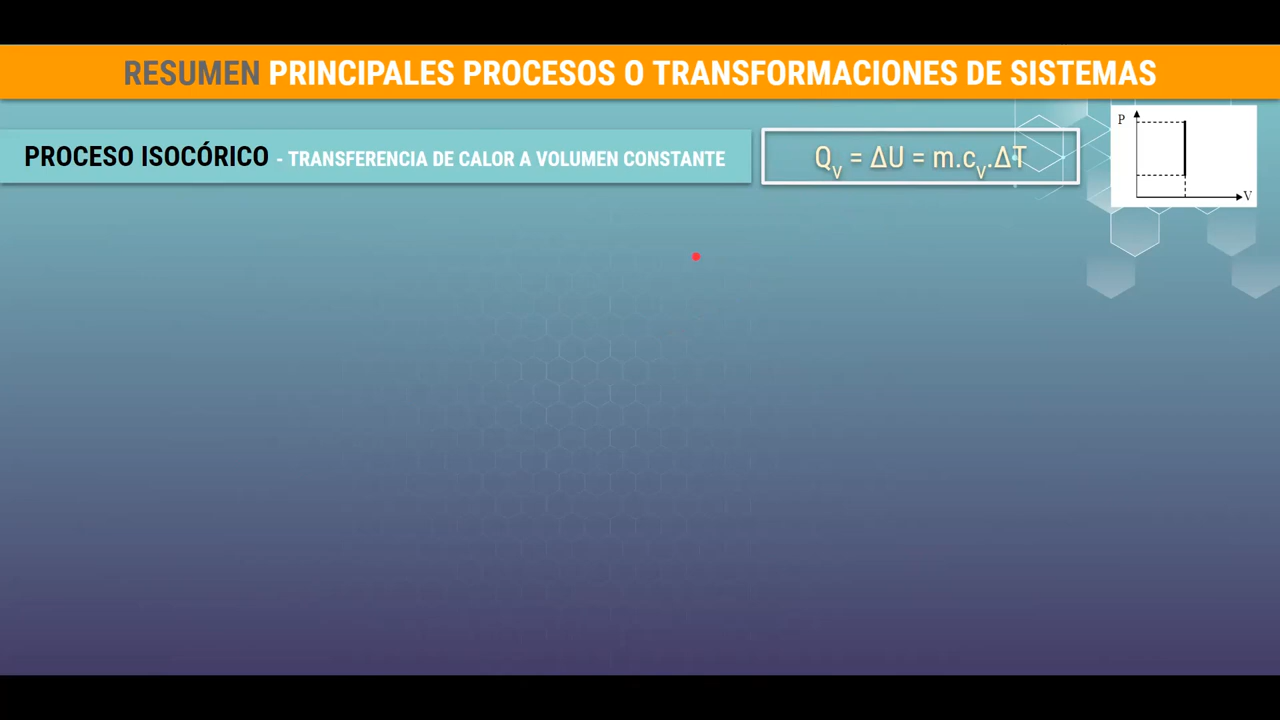 RESUMEN PRINCIPALES PROCESOS O TRANSFORMACIONES DE SISTEMAS
PROCESO ISOCÓRICO - TRANSFERENCIA DE CALOR A VOLUMEN CONSTANTE
Qv = ΔU = m.cv.ΔT
P
V